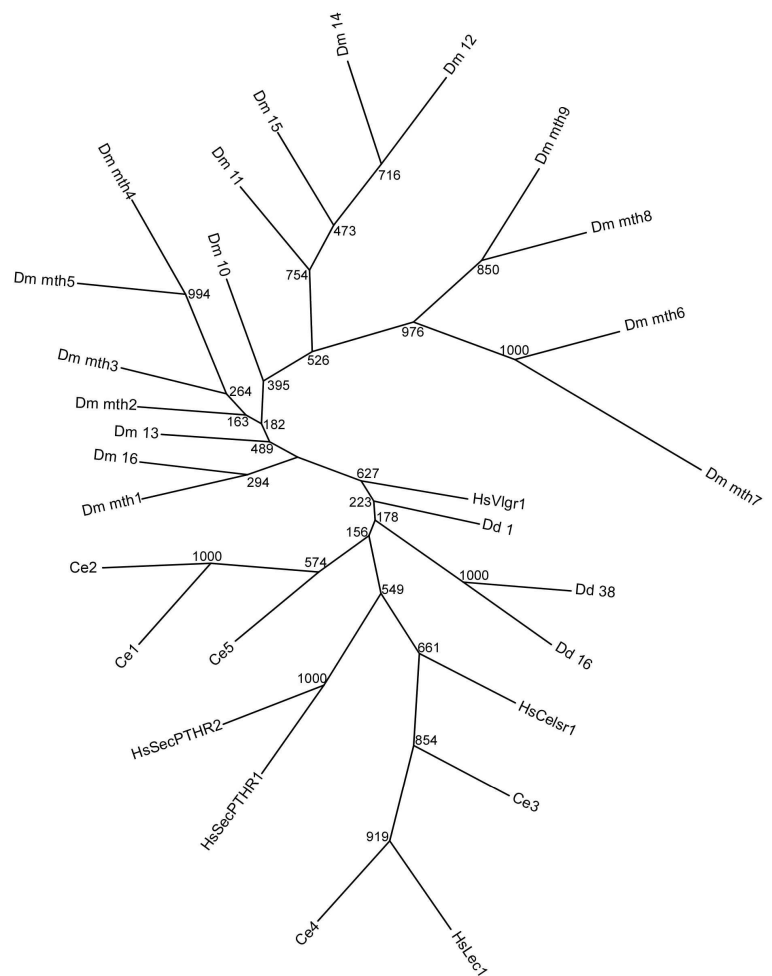 Dm 14
Dm 12
Dm 15
Dm mth9
Dm mth4
Dm 11
716
Dm mth8
473
Dm 10
850
754
Dm mth5
994
Dm mth6
976
1000
526
Dm mth3
395
264
Dm mth2
163
182
Dm 13
489
Dm 16
627
Dm mth7
294
Dm mth1
HsVlgr1
223
178
Dd 1
156
1000
574
Ce2
1000
Dd 38
549
Ce1
Ce5
661
Dd 16
1000
HsCelsr1
HsSecPTHR2
854
HsSecPTHR1
Ce3
919
Ce4
HsLec1